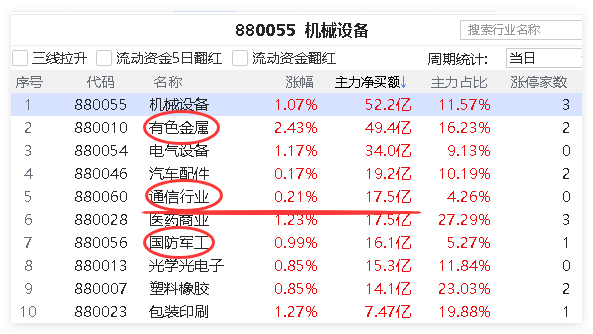 880055 机械设备
搜索行业名称
三线拉升 流动资金5日翻红 流动资金翻红 周期统计: 当日
序号 代码 名称 涨幅 主力净买额↓ 主力占比 涨停家数
1 880055 机械设备 1.07% 52.2亿 11.57% 3
2 880010 有色金属 2.43% 49.4亿 16.23% 2
3 880054 电气设备 1.17% 34.0亿 9.13% 0
4 880046 汽车配件 0.17% 19.2亿 10.19% 2
5 880060 通信行业 0.21% 17.5亿 4.26% 0
6 880028 医药商业 1.23% 17.5亿 27.29% 3
7 880056 国防军工 0.99% 16.1亿 5.27% 1
8 880013 光学光电子 0.85% 15.3亿 11.84% 0
9 880007 塑料橡胶 0.85% 14.1亿 23.03% 2
10 880023 包装印刷 1.27% 7.47亿 19.88% 1